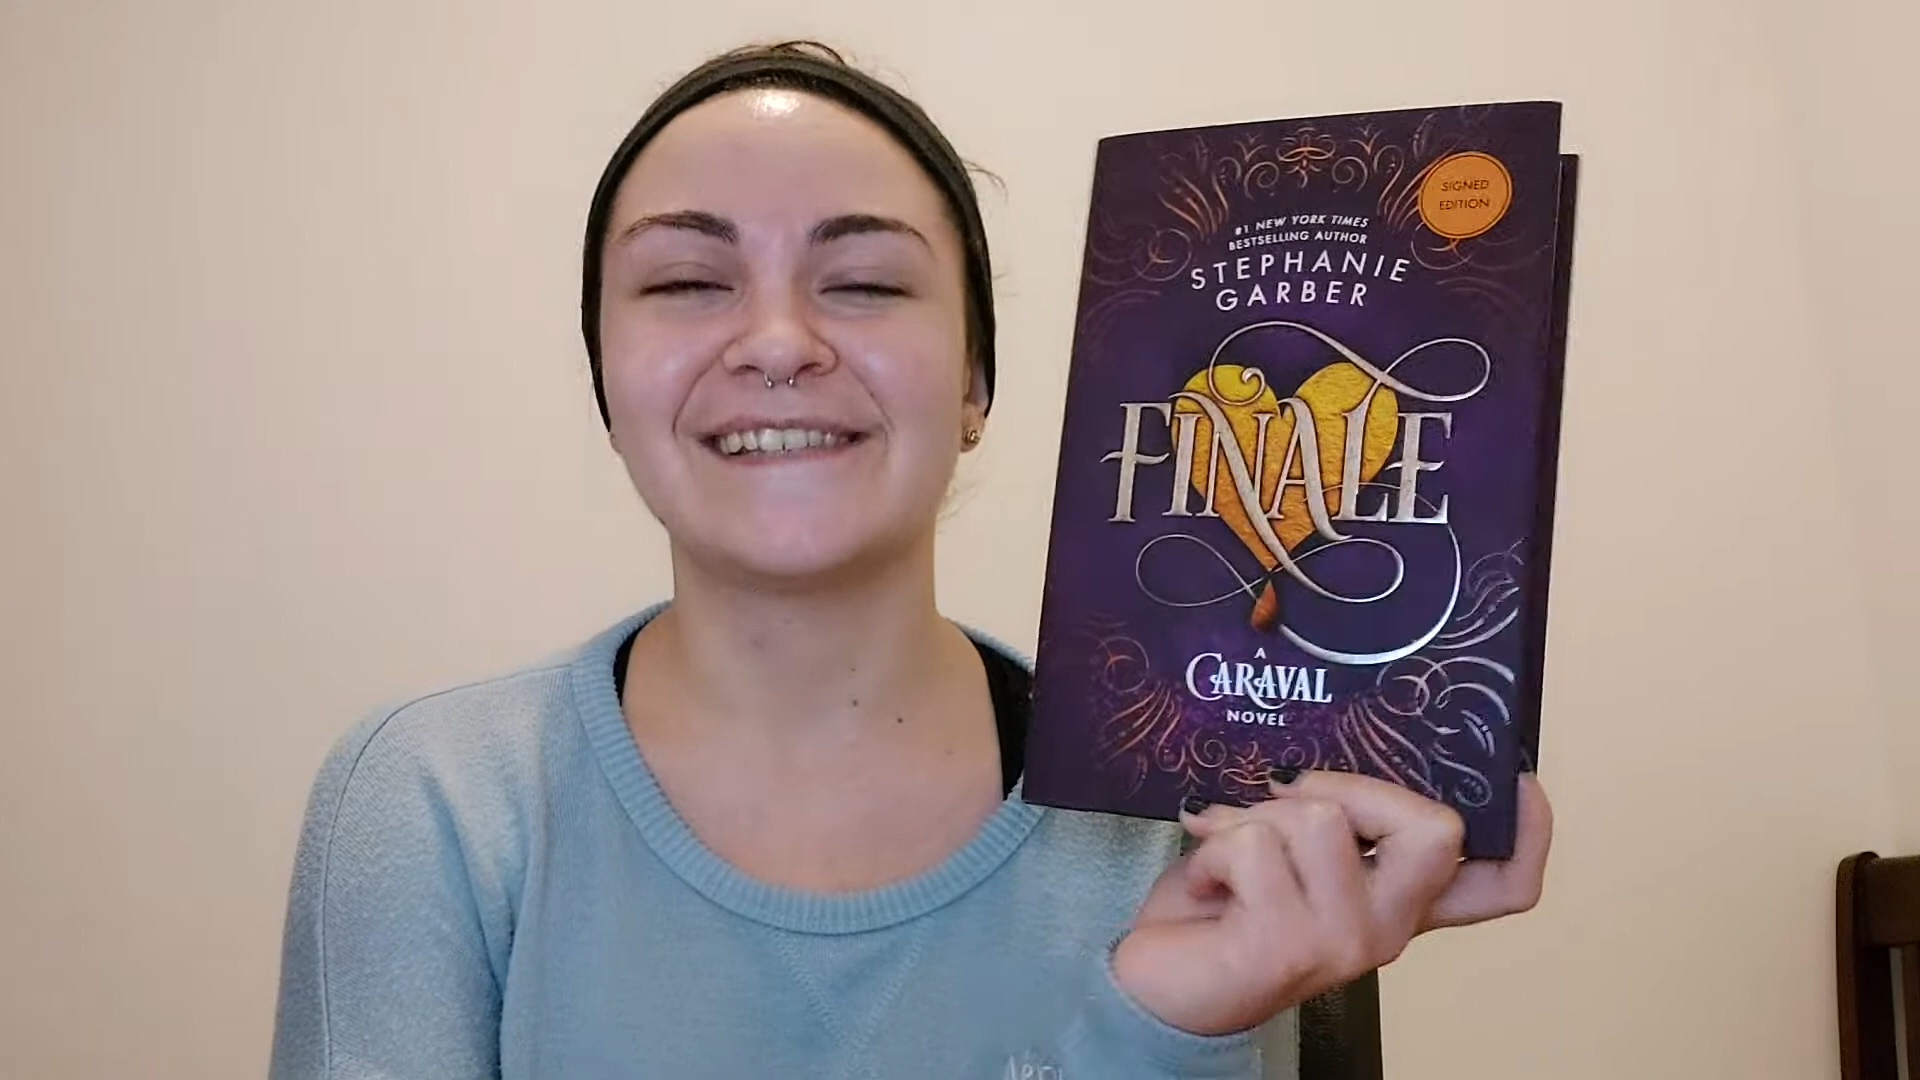 SIGNED
EDITION
#1 NEW YORK TIMES
BESTSELLING AUTHOR
STEPHANIE
GARBER
FINALE
A
CARAVAL
NOVEL